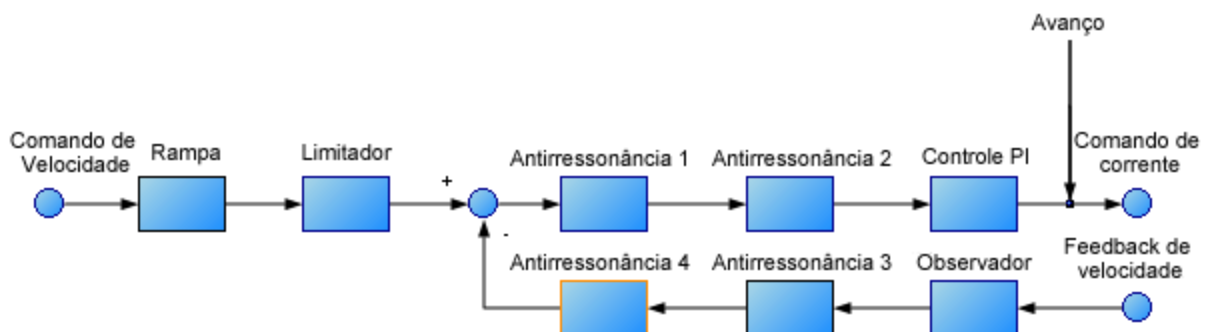 Avanço
Comando de
Velocidade
Rampa
Limitador
Antirressonância 1
Antirressonância 2
Controle PI
Comando de
corrente
+
-
Antirressonância 4
Antirressonância 3
Observador
Feedback de
velocidade